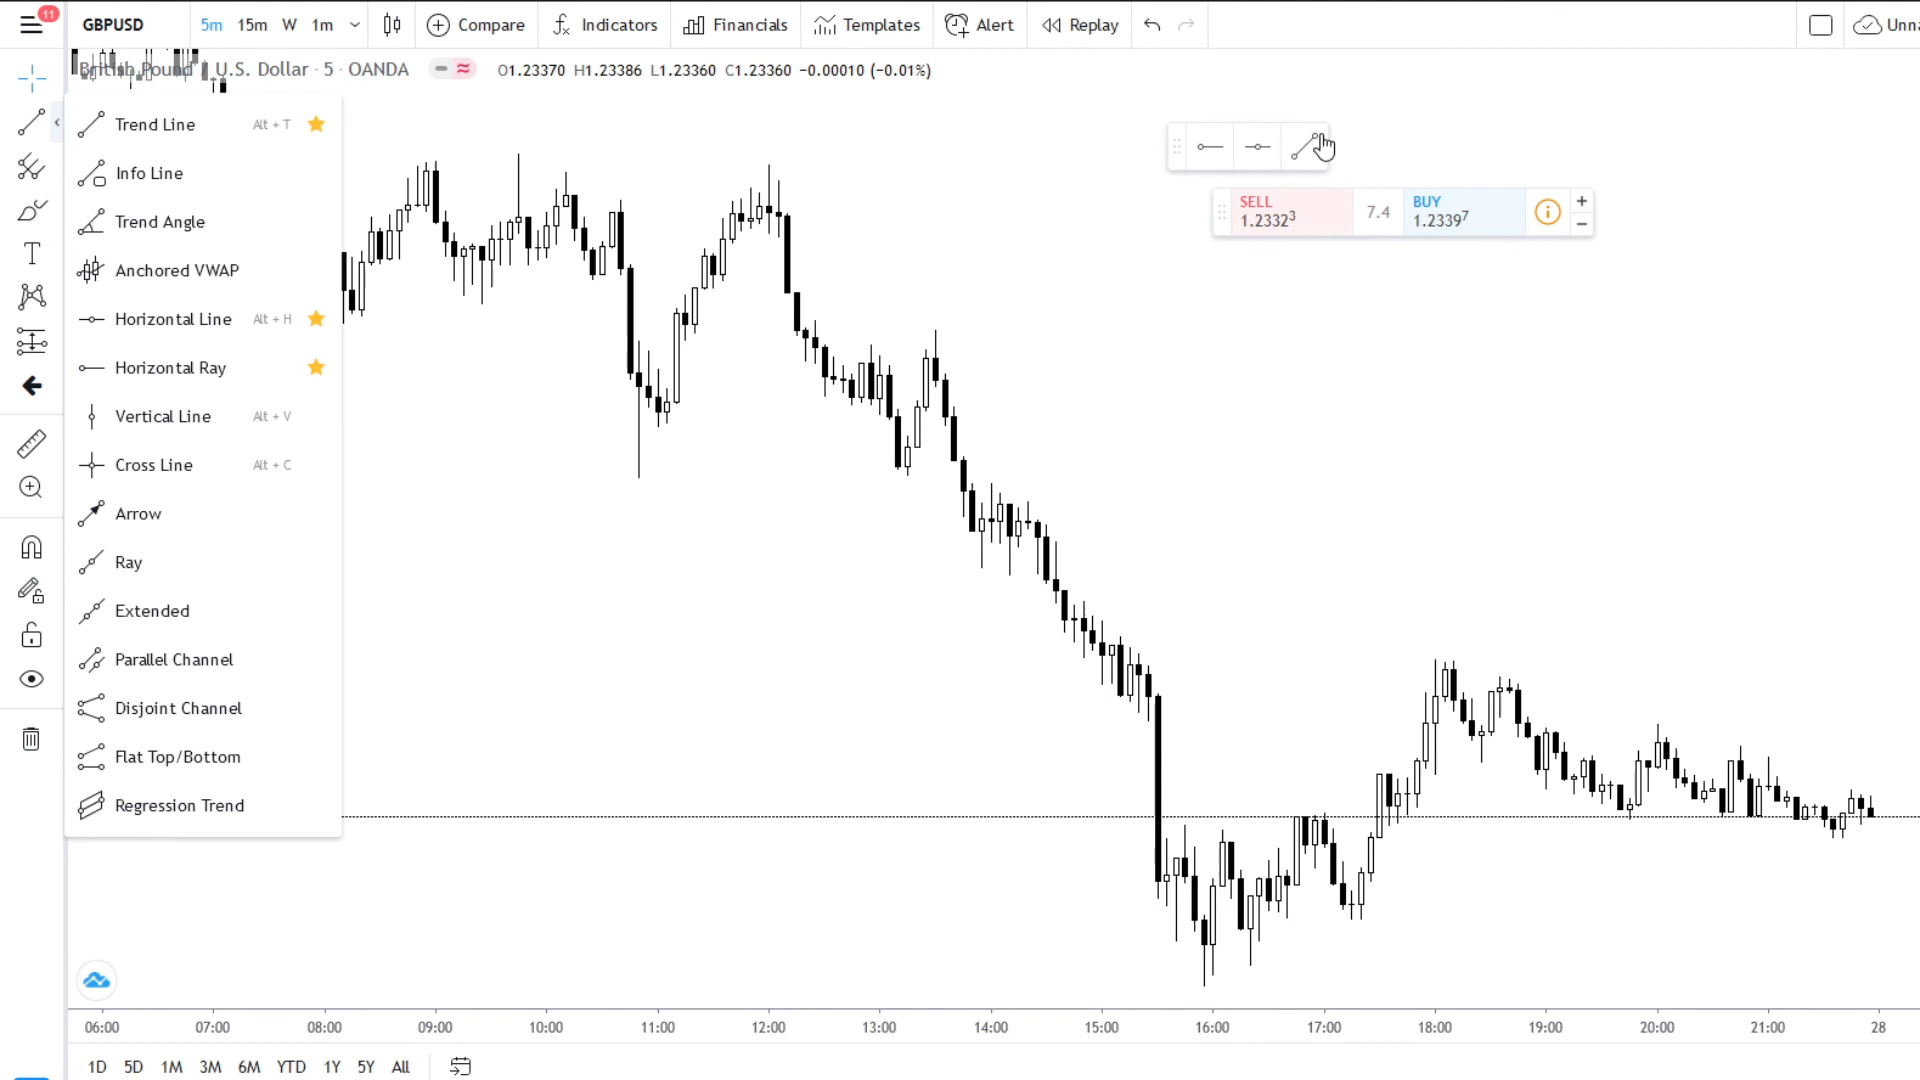 11
GBPUSD
5m 15m W 1m
Compare
Indicators
Financials
Templates
Alert
Replay
Unna
British Pound / U.S. Dollar · 5 · OANDA
O1.23370 H1.23386 L1.23360 C1.23360 −0.00010 (−0.01%)
Trend Line Alt + T
Info Line
Trend Angle
Anchored VWAP
Horizontal Line Alt + H
Horizontal Ray
Vertical Line Alt + V
Cross Line Alt + C
Arrow
Ray
Extended
Parallel Channel
Disjoint Channel
Flat Top/Bottom
Regression Trend
SELL
1.23323
7.4
BUY
1.23397
06:00 07:00 08:00 09:00 10:00 11:00 12:00 13:00 14:00 15:00 16:00 17:00 18:00 19:00 20:00 21:00 28
1D 5D 1M 3M 6M YTD 1Y 5Y All